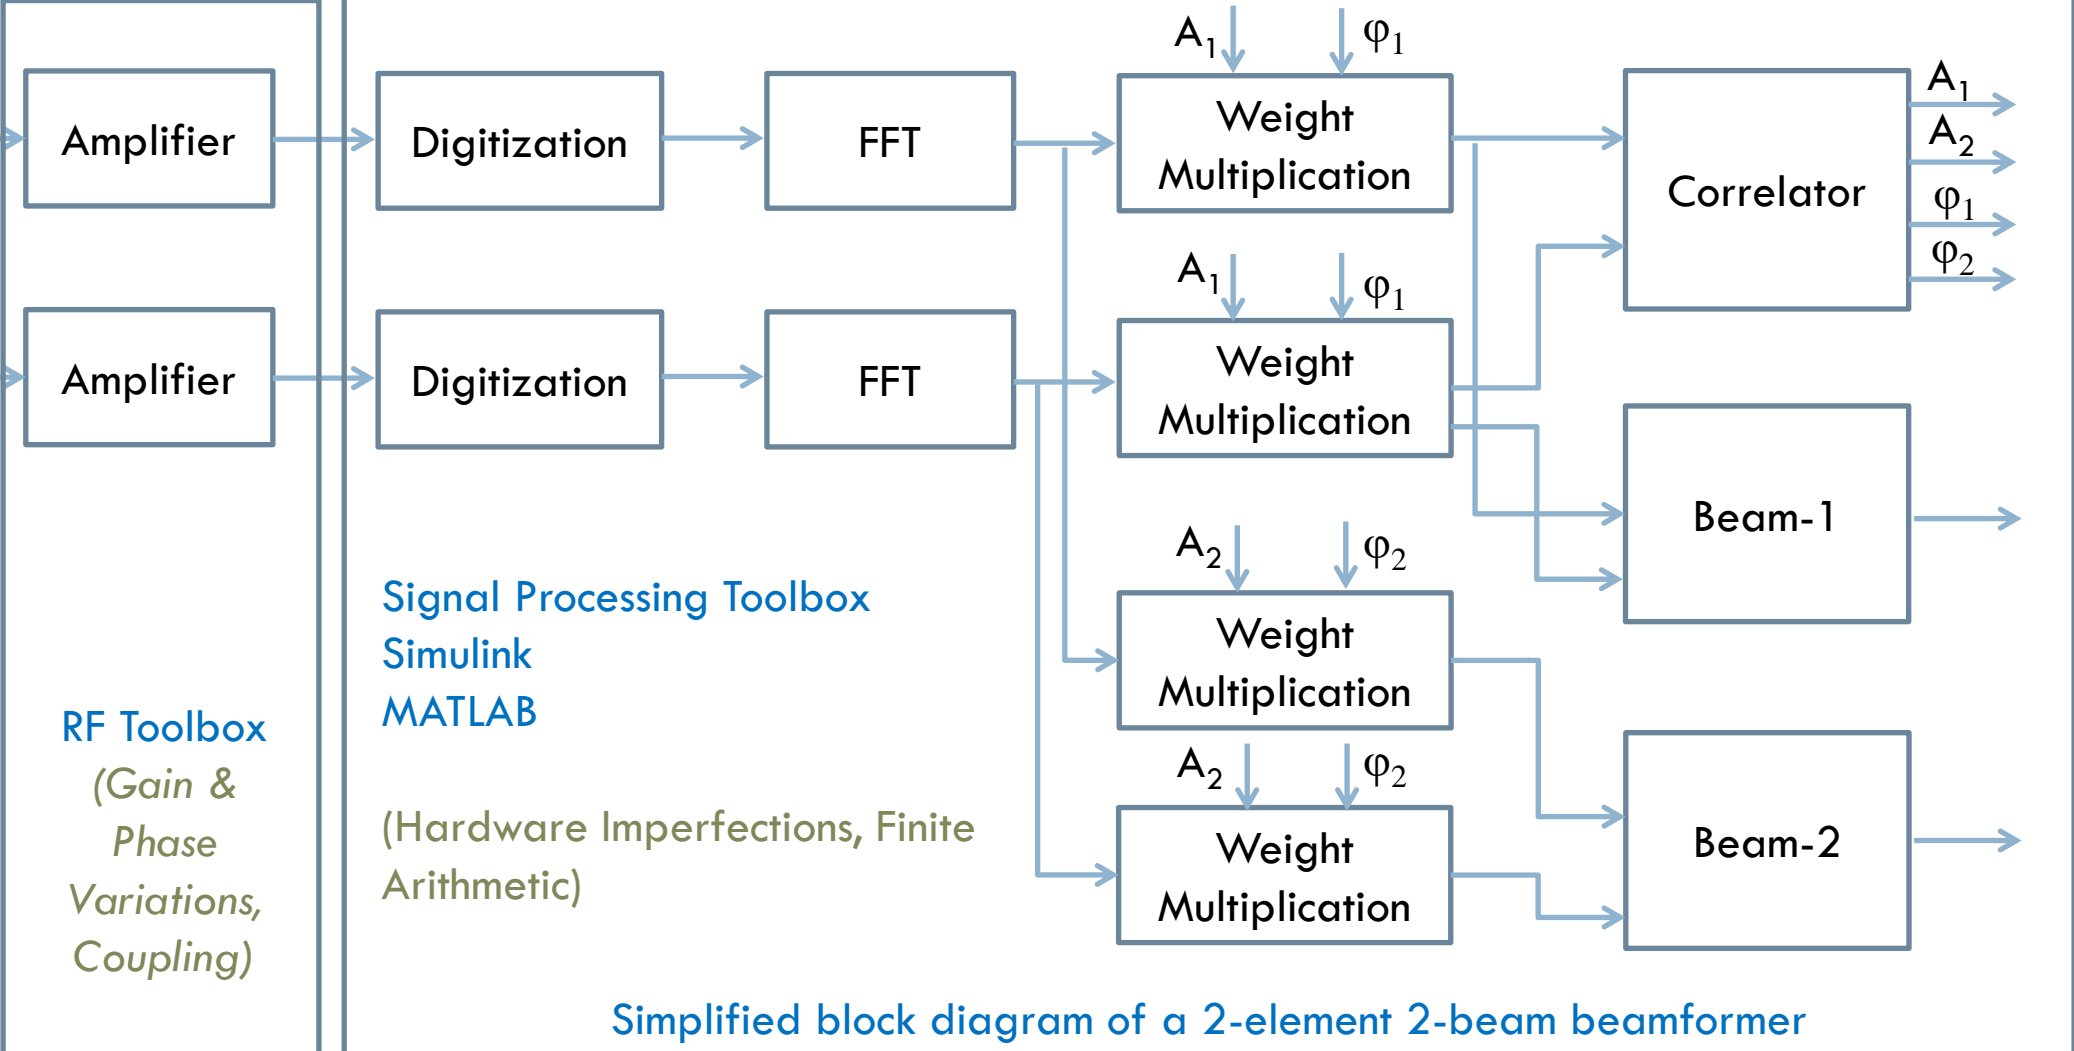 A₁ φ₁
Amplifier
Digitization
FFT
Weight
Multiplication
Correlator
A₁
A₂
φ₁
φ₂
A₁ φ₁
Amplifier
Digitization
FFT
Weight
Multiplication
Beam-1
A₂ φ₂
Weight
Multiplication
Signal Processing Toolbox
Simulink
MATLAB
RF Toolbox
(Gain &
Phase
Variations,
Coupling)
(Hardware Imperfections, Finite
Arithmetic)
A₂ φ₂
Weight
Multiplication
Beam-2
Simplified block diagram of a 2-element 2-beam beamformer